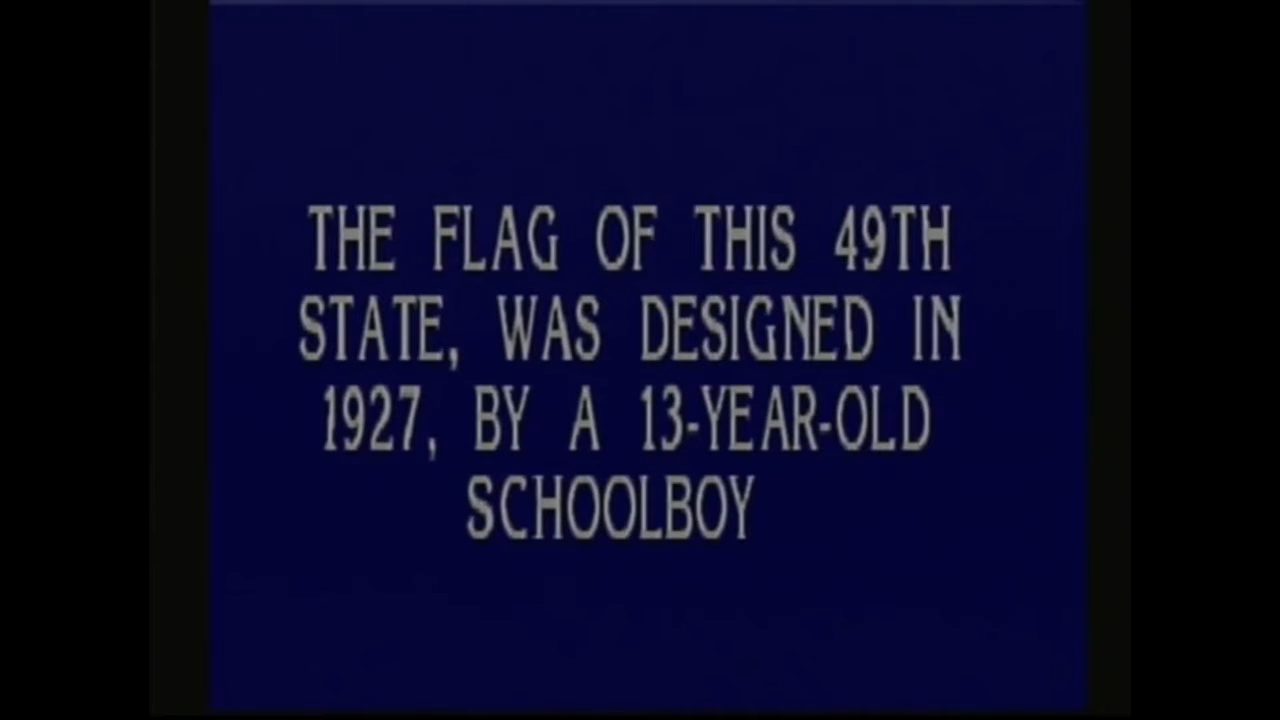 THE FLAG OF THIS 49TH
STATE, WAS DESIGNED IN
1927, BY A 13-YEAR-OLD
SCHOOLBOY